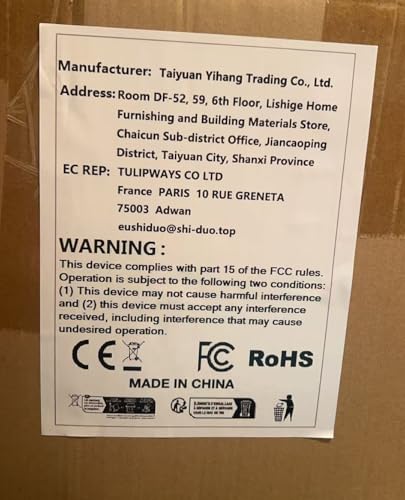 Manufacturer: Taiyuan Yihang Trading Co., Ltd.
Address: Room DF-52, 59, 6th Floor, Lishige Home
Furnishing and Building Materials Store,
Chaicun Sub-district Office, Jiancaoping
District, Taiyuan City, Shanxi Province
EC REP: TULIPWAYS CO LTD
France PARIS 10 RUE GRENETA
75003 Adwan
eushiduo@shi-duo.top
WARNING :
This device complies with part 15 of the FCC rules.
Operation is subject to the following two conditions:
(1) This device may not cause harmful interference
and (2) this device must accept any interference
received, including interference that may cause
undesired operation.
CE FC RoHS
MADE IN CHINA